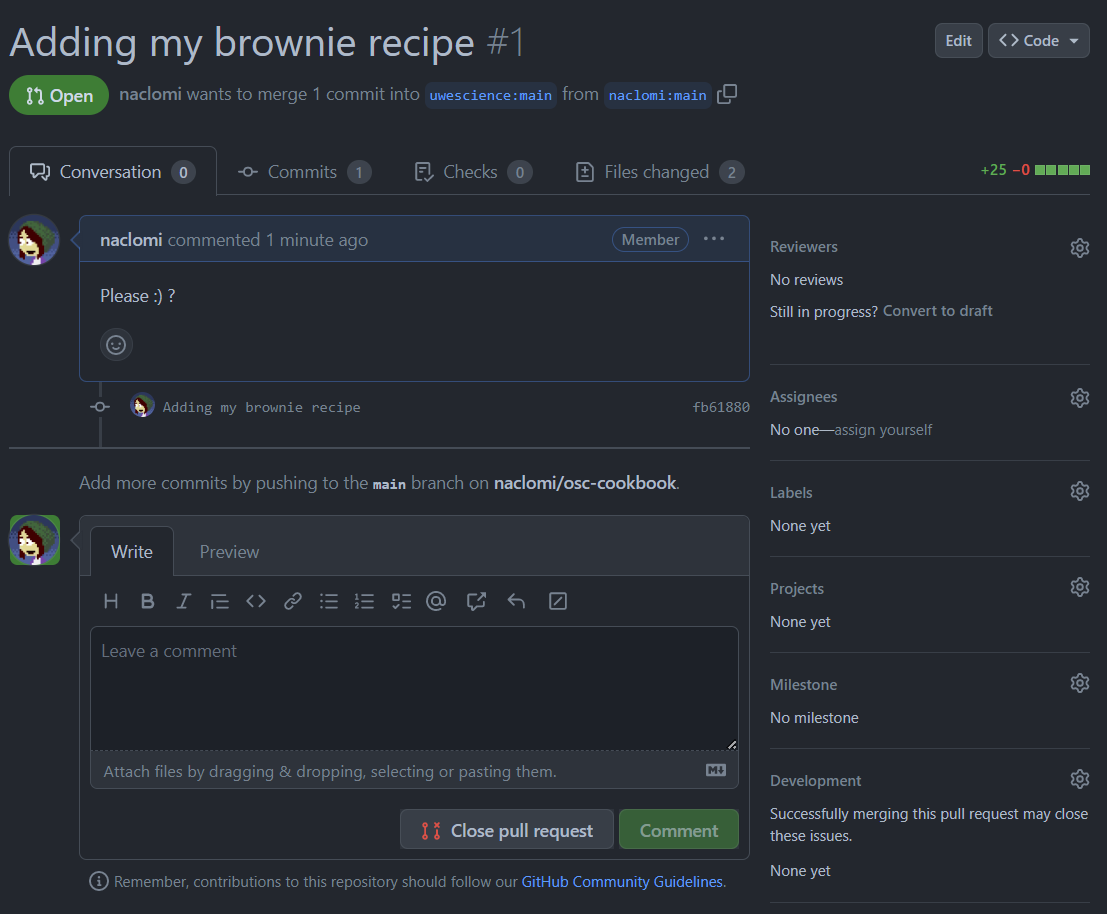 Adding my brownie recipe #1
Edit
Code
Open
naclomi wants to merge 1 commit into uwescience:main from naclomi:main
Conversation 0
Commits 1
Checks 0
Files changed 2
+25 −0
naclomi commented 1 minute ago
Member
Please :) ?
Adding my brownie recipe
fb61880
Add more commits by pushing to the main branch on naclomi/osc-cookbook.
Write
Preview
H B I
Leave a comment
Attach files by dragging & dropping, selecting or pasting them.
Close pull request
Comment
Remember, contributions to this repository should follow our GitHub Community Guidelines.
Reviewers
No reviews
Still in progress? Convert to draft
Assignees
No one—assign yourself
Labels
None yet
Projects
None yet
Milestone
No milestone
Development
Successfully merging this pull request may close
these issues.
None yet